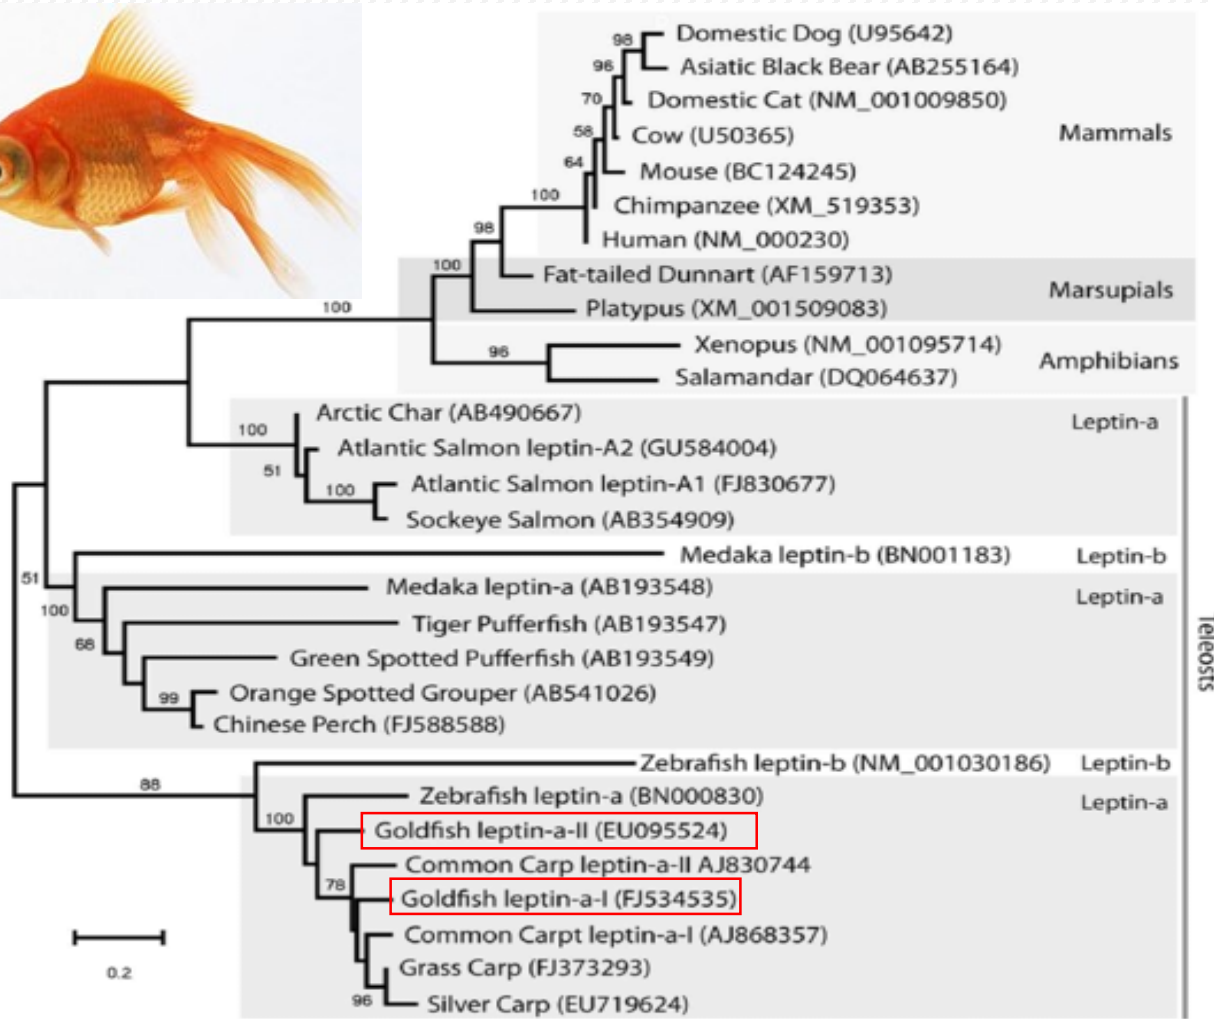 98
Domestic Dog (U95642)
96
Asiatic Black Bear (AB255164)
70
Domestic Cat (NM_001009850)
58
Cow (U50365)
Mammals
64
Mouse (BC124245)
100
Chimpanzee (XM_519353)
98
Human (NM_000230)
100
Fat-tailed Dunnart (AF159713)
Marsupials
100
Platypus (XM_001509083)
96
Xenopus (NM_001095714)
Amphibians
Salamandar (DQ064637)
Arctic Char (AB490667)
Leptin-a
100
Atlantic Salmon leptin-A2 (GU584004)
51
100
Atlantic Salmon leptin-A1 (FJ830677)
Sockeye Salmon (AB354909)
Medaka leptin-b (BN001183)
Leptin-b
51
Medaka leptin-a (AB193548)
Leptin-a
100
Tiger Pufferfish (AB193547)
68
Green Spotted Pufferfish (AB193549)
Teleosts
99
Orange Spotted Grouper (AB541026)
Chinese Perch (FJ588588)
Zebrafish leptin-b (NM_001030186)
Leptin-b
88
Zebrafish leptin-a (BN000830)
Leptin-a
100
Goldfish leptin-a-II (EU095524)
Common Carp leptin-a-II AJ830744
78
Goldfish leptin-a-I (FJ534535)
Common Carpt leptin-a-I (AJ868357)
0.2
Grass Carp (FJ373293)
96
Silver Carp (EU719624)